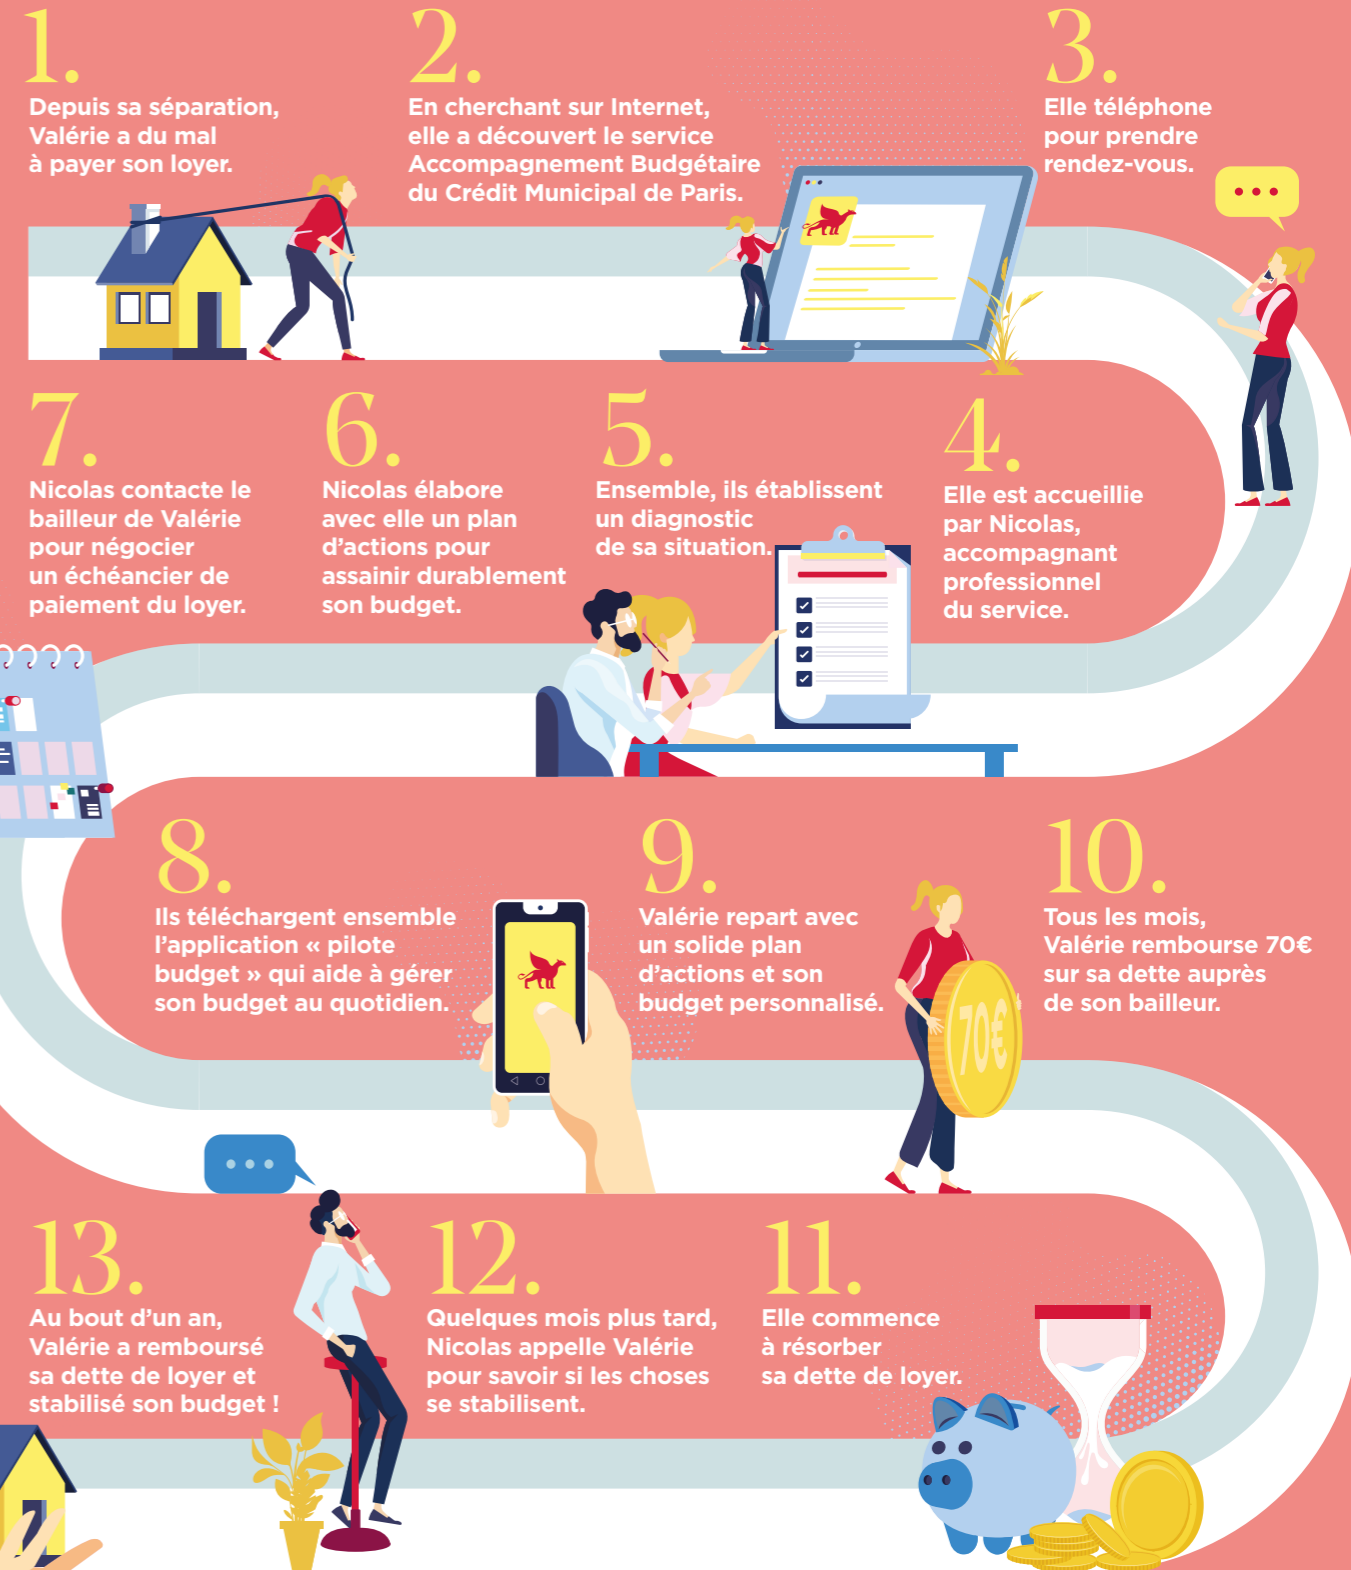 1.
Depuis sa séparation,
Valérie a du mal
à payer son loyer.
2.
En cherchant sur Internet,
elle a découvert le service
Accompagnement Budgétaire
du Crédit Municipal de Paris.
3.
Elle téléphone
pour prendre
rendez-vous.
4.
Elle est accueillie
par Nicolas,
accompagnant
professionnel
du service.
5.
Ensemble, ils établissent
un diagnostic
de sa situation.
6.
Nicolas élabore
avec elle un plan
d’actions pour
assainir durablement
son budget.
7.
Nicolas contacte le
bailleur de Valérie
pour négocier
un échéancier de
paiement du loyer.
8.
Ils téléchargent ensemble
l’application « pilote
budget » qui aide à gérer
son budget au quotidien.
9.
Valérie repart avec
un solide plan
d’actions et son
budget personnalisé.
70€
10.
Tous les mois,
Valérie rembourse 70€
sur sa dette auprès
de son bailleur.
11.
Elle commence
à résorber
sa dette de loyer.
12.
Quelques mois plus tard,
Nicolas appelle Valérie
pour savoir si les choses
se stabilisent.
13.
Au bout d’un an,
Valérie a remboursé
sa dette de loyer et
stabilisé son budget !